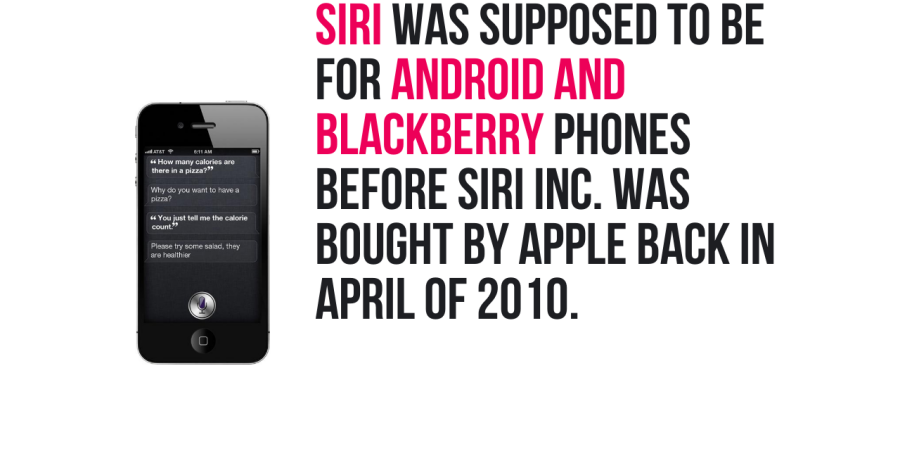 SIRI WAS SUPPOSED TO BE
FOR ANDROID AND
BLACKBERRY PHONES
BEFORE SIRI INC. WAS
BOUGHT BY APPLE BACK IN
APRIL OF 2010.
AT&T 8:11 AM
“How many calories are
there in a pizza?”
Why do you want to have a
pizza?
“You just tell me the calorie
count.”
Please try some salad, they
are healthier